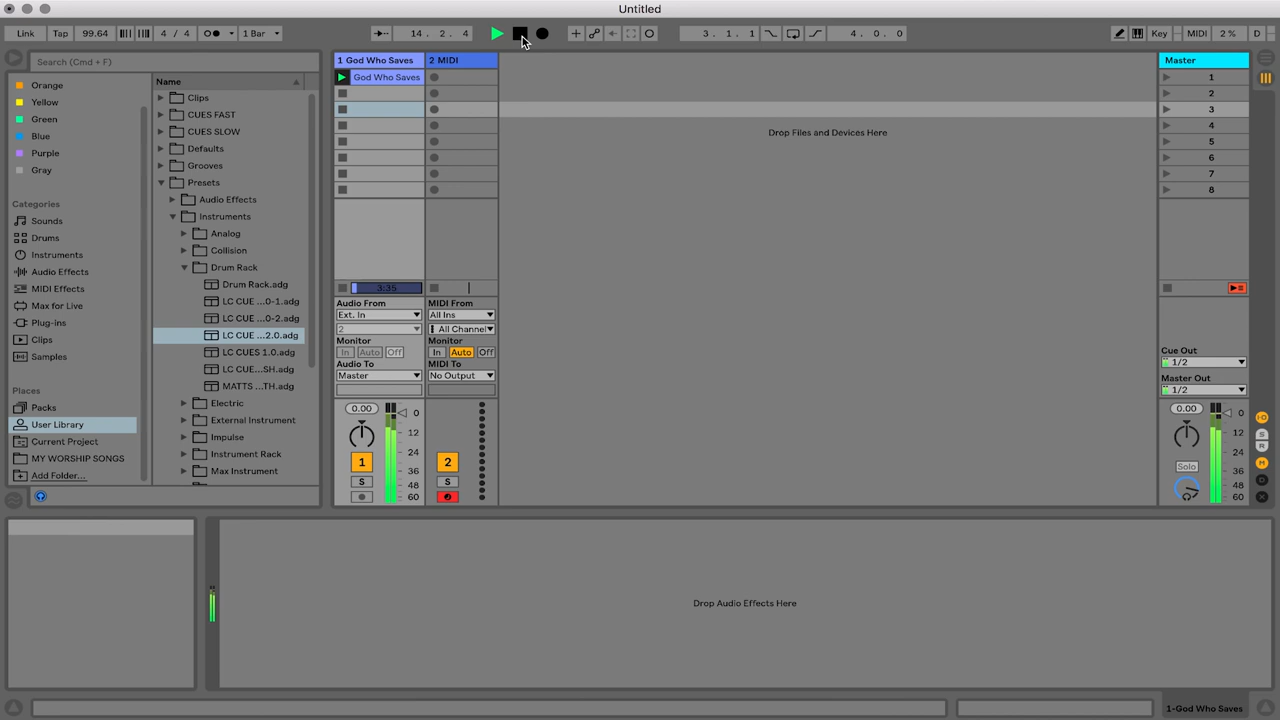 Untitled
Link Tap 99.64 4 / 4 1 Bar 14. 2. 4 3. 1. 1 4. 0. 0 Key MIDI 2 % D
Search (Cmd + F)
Orange
Yellow
Green
Blue
Purple
Gray
Categories
Sounds
Drums
Instruments
Audio Effects
MIDI Effects
Max for Live
Plug-ins
Clips
Samples
Places
Packs
User Library
Current Project
MY WORSHIP SONGS
Add Folder...
Name
Clips
CUES FAST
CUES SLOW
Defaults
Grooves
Presets
Audio Effects
Instruments
Analog
Collision
Drum Rack
Drum Rack.adg
LC CUE ...0-1.adg
LC CUE ...0-2.adg
LC CUE ...2.0.adg
LC CUES 1.0.adg
LC CUE...SH.adg
MATTS ...TH.adg
Electric
External Instrument
Impulse
Instrument Rack
Max Instrument
1 God Who Saves
God Who Saves
3:35
Audio From
Ext. In
2
Monitor
In Auto Off
Audio To
Master
0.00
0
12
24
36
48
60
1
S
2 MIDI
MIDI From
All Ins
All Channel
Monitor
In Auto Off
MIDI To
No Output
2
S
Drop Files and Devices Here
Master
1
2
3
4
5
6
7
8
Cue Out
1/2
Master Out
1/2
0.00
0
12
24
36
48
60
Solo
I·O
S
R
M
D
X
Drop Audio Effects Here
1-God Who Saves